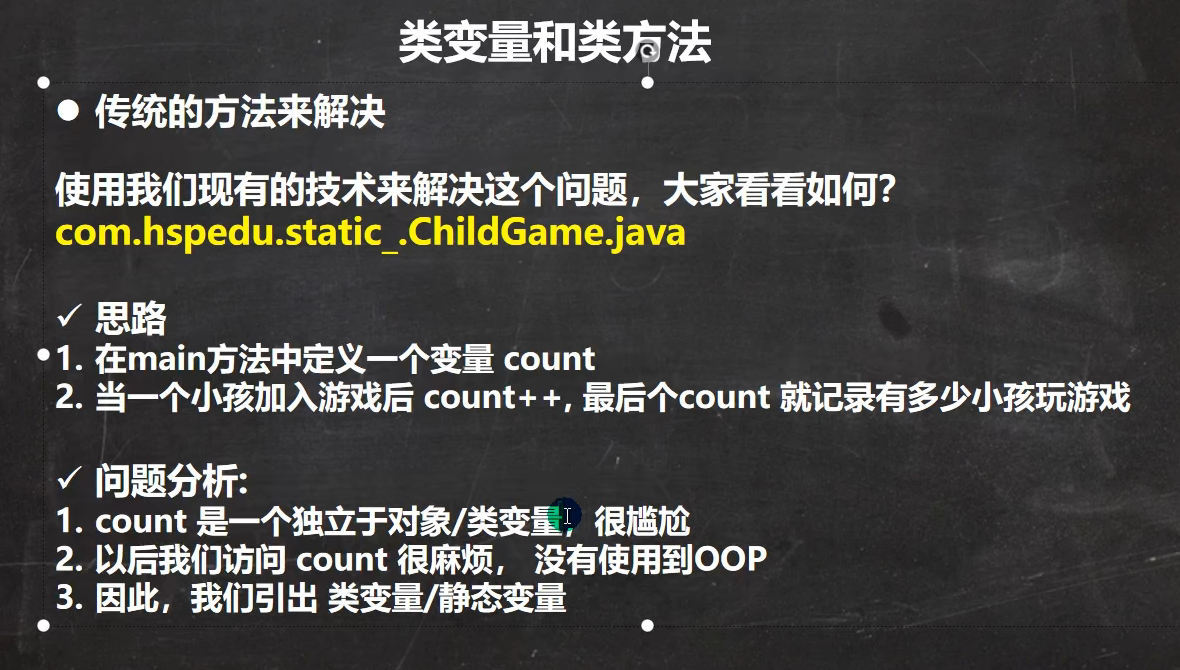 类变量和类方法
● 传统的方法来解决
使用我们现有的技术来解决这个问题，大家看看如何？
com.hspedu.static_.ChildGame.java
✓ 思路
1. 在main方法中定义一个变量 count
2. 当一个小孩加入游戏后 count++, 最后个count 就记录有多少小孩玩游戏
✓ 问题分析:
1. count 是一个独立于对象/类变量，很尴尬
2. 以后我们访问 count 很麻烦， 没有使用到OOP
3. 因此，我们引出 类变量/静态变量